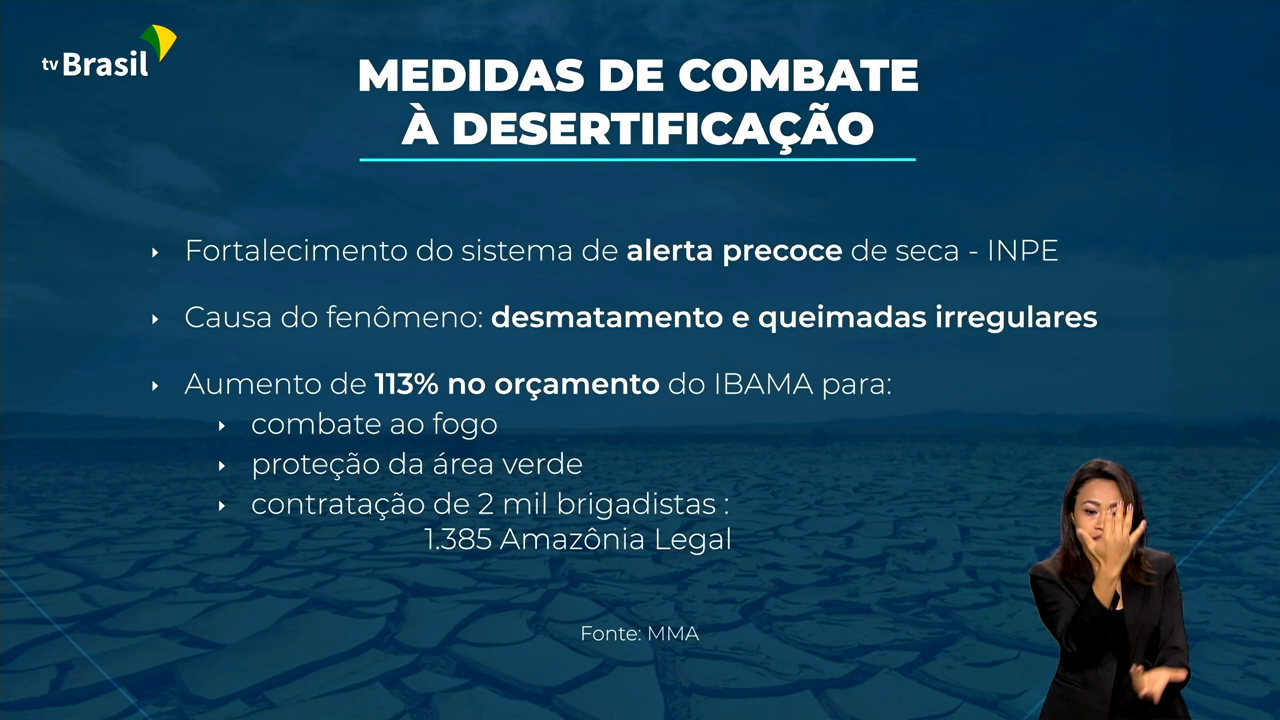 tv Brasil
MEDIDAS DE COMBATE
À DESERTIFICAÇÃO
Fortalecimento do sistema de alerta precoce de seca - INPE
Causa do fenômeno: desmatamento e queimadas irregulares
Aumento de 113% no orçamento do IBAMA para:
combate ao fogo
proteção da área verde
contratação de 2 mil brigadistas :
1.385 Amazônia Legal
Fonte: MMA